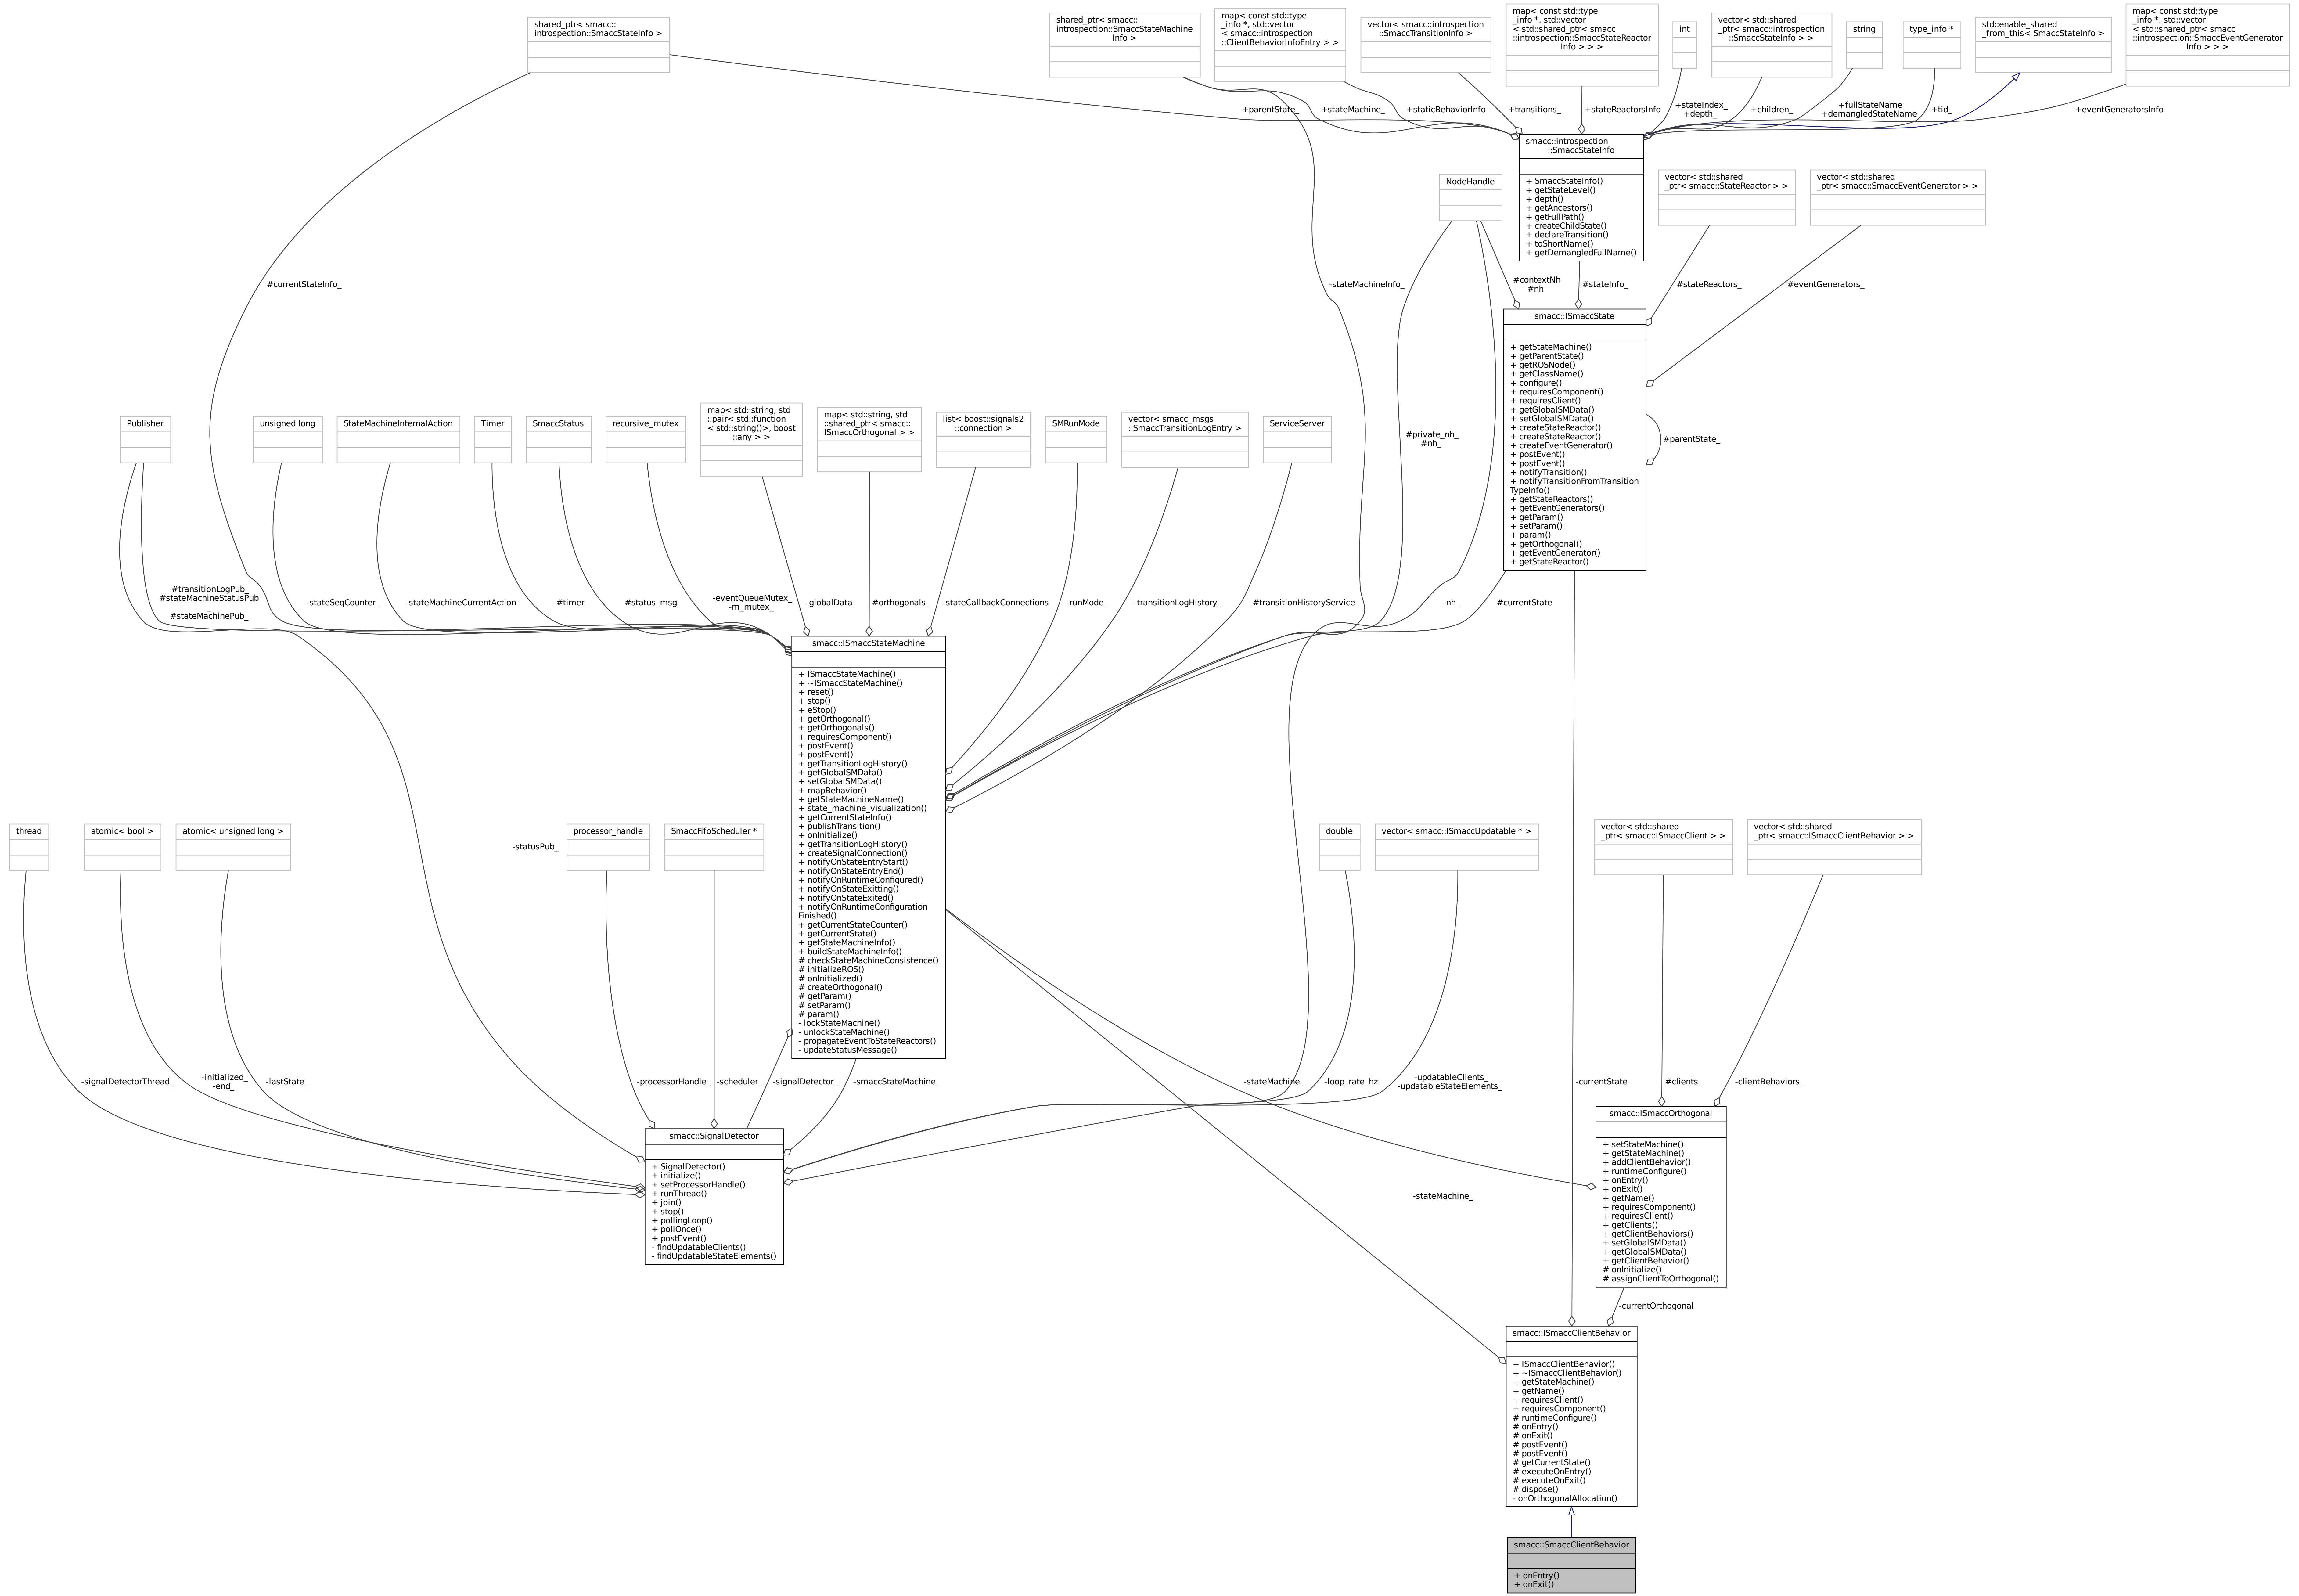 shared_ptr< smacc::
introspection::SmaccStateInfo >
shared_ptr< smacc::
introspection::SmaccStateMachine
Info >
map< const std::type
_info *, std::vector
< smacc::introspection
::ClientBehaviorInfoEntry > >
vector< smacc::introspection
::SmaccTransitionInfo >
map< const std::type
_info *, std::vector
< std::shared_ptr< smacc
::introspection::SmaccStateReactor
Info > > >
int
vector< std::shared
_ptr< smacc::introspection
::SmaccStateInfo > >
string
type_info *
std::enable_shared
_from_this< SmaccStateInfo >
map< const std::type
_info *, std::vector
< std::shared_ptr< smacc
::introspection::SmaccEventGenerator
Info > > >
+parentState_
+stateMachine_
+staticBehaviorInfo
+transitions_
+stateReactorsInfo
+stateIndex_
+depth_
+children_
+fullStateName
+demangledStateName
+tid_
+eventGeneratorsInfo
smacc::introspection
::SmaccStateInfo
+ SmaccStateInfo()
+ getStateLevel()
+ depth()
+ getAncestors()
+ getFullPath()
+ createChildState()
+ declareTransition()
+ toShortName()
+ getDemangledFullName()
NodeHandle
vector< std::shared
_ptr< smacc::StateReactor > >
vector< std::shared
_ptr< smacc::SmaccEventGenerator > >
#currentStateInfo_
-stateMachineInfo_
#contextNh
#nh
#stateInfo_
#stateReactors_
#eventGenerators_
smacc::ISmaccState
+ getStateMachine()
+ getParentState()
+ getROSNode()
+ getClassName()
+ configure()
+ requiresComponent()
+ requiresClient()
+ getGlobalSMData()
+ setGlobalSMData()
+ createStateReactor()
+ createStateReactor()
+ createEventGenerator()
+ postEvent()
+ postEvent()
+ notifyTransition()
+ notifyTransitionFromTransition
TypeInfo()
+ getStateReactors()
+ getEventGenerators()
+ getParam()
+ setParam()
+ param()
+ getOrthogonal()
+ getEventGenerator()
+ getStateReactor()
#parentState_
#private_nh_
#nh_
Publisher
unsigned long
StateMachineInternalAction
Timer
SmaccStatus
recursive_mutex
map< std::string, std
::pair< std::function
< std::string()>, boost
::any > >
map< std::string, std
::shared_ptr< smacc::
ISmaccOrthogonal > >
list< boost::signals2
::connection >
SMRunMode
vector< smacc_msgs
::SmaccTransitionLogEntry >
ServiceServer
#transitionLogPub_
#stateMachineStatusPub
_
#stateMachinePub_
-stateSeqCounter_
-stateMachineCurrentAction
#timer_
#status_msg_
-eventQueueMutex_
-m_mutex_
-globalData_
#orthogonals_
-stateCallbackConnections
-runMode_
-transitionLogHistory_
#transitionHistoryService_
-nh_
#currentState_
smacc::ISmaccStateMachine
+ ISmaccStateMachine()
+ ~ISmaccStateMachine()
+ reset()
+ stop()
+ eStop()
+ getOrthogonal()
+ getOrthogonals()
+ requiresComponent()
+ postEvent()
+ postEvent()
+ getTransitionLogHistory()
+ getGlobalSMData()
+ setGlobalSMData()
+ mapBehavior()
+ getStateMachineName()
+ state_machine_visualization()
+ getCurrentStateInfo()
+ publishTransition()
+ onInitialize()
+ getTransitionLogHistory()
+ createSignalConnection()
+ notifyOnStateEntryStart()
+ notifyOnStateEntryEnd()
+ notifyOnRuntimeConfigured()
+ notifyOnStateExitting()
+ notifyOnStateExited()
+ notifyOnRuntimeConfiguration
Finished()
+ getCurrentStateCounter()
+ getCurrentState()
+ getStateMachineInfo()
+ buildStateMachineInfo()
# checkStateMachineConsistence()
# initializeROS()
# onInitialized()
# createOrthogonal()
# getParam()
# setParam()
# param()
- lockStateMachine()
- unlockStateMachine()
- propagateEventToStateReactors()
- updateStatusMessage()
thread
atomic< bool >
atomic< unsigned long >
-statusPub_
processor_handle
SmaccFifoScheduler *
double
vector< smacc::ISmaccUpdatable * >
vector< std::shared
_ptr< smacc::ISmaccClient > >
vector< std::shared
_ptr< smacc::ISmaccClientBehavior > >
-signalDetectorThread_
-initialized_
-end_
-lastState_
-processorHandle_
-scheduler_
-signalDetector_
-smaccStateMachine_
-stateMachine_
-loop_rate_hz
-updatableClients_
-updatableStateElements_
-currentState
#clients_
-clientBehaviors_
smacc::SignalDetector
+ SignalDetector()
+ initialize()
+ setProcessorHandle()
+ runThread()
+ join()
+ stop()
+ pollingLoop()
+ pollOnce()
+ postEvent()
- findUpdatableClients()
- findUpdatableStateElements()
smacc::ISmaccOrthogonal
+ setStateMachine()
+ getStateMachine()
+ addClientBehavior()
+ runtimeConfigure()
+ onEntry()
+ onExit()
+ getName()
+ requiresComponent()
+ requiresClient()
+ getClients()
+ getClientBehaviors()
+ setGlobalSMData()
+ getGlobalSMData()
+ getClientBehavior()
# onInitialize()
# assignClientToOrthogonal()
-stateMachine_
-currentOrthogonal
smacc::ISmaccClientBehavior
+ ISmaccClientBehavior()
+ ~ISmaccClientBehavior()
+ getStateMachine()
+ getName()
+ requiresClient()
+ requiresComponent()
# runtimeConfigure()
# onEntry()
# onExit()
# postEvent()
# postEvent()
# getCurrentState()
# executeOnEntry()
# executeOnExit()
# dispose()
- onOrthogonalAllocation()
smacc::SmaccClientBehavior
+ onEntry()
+ onExit()